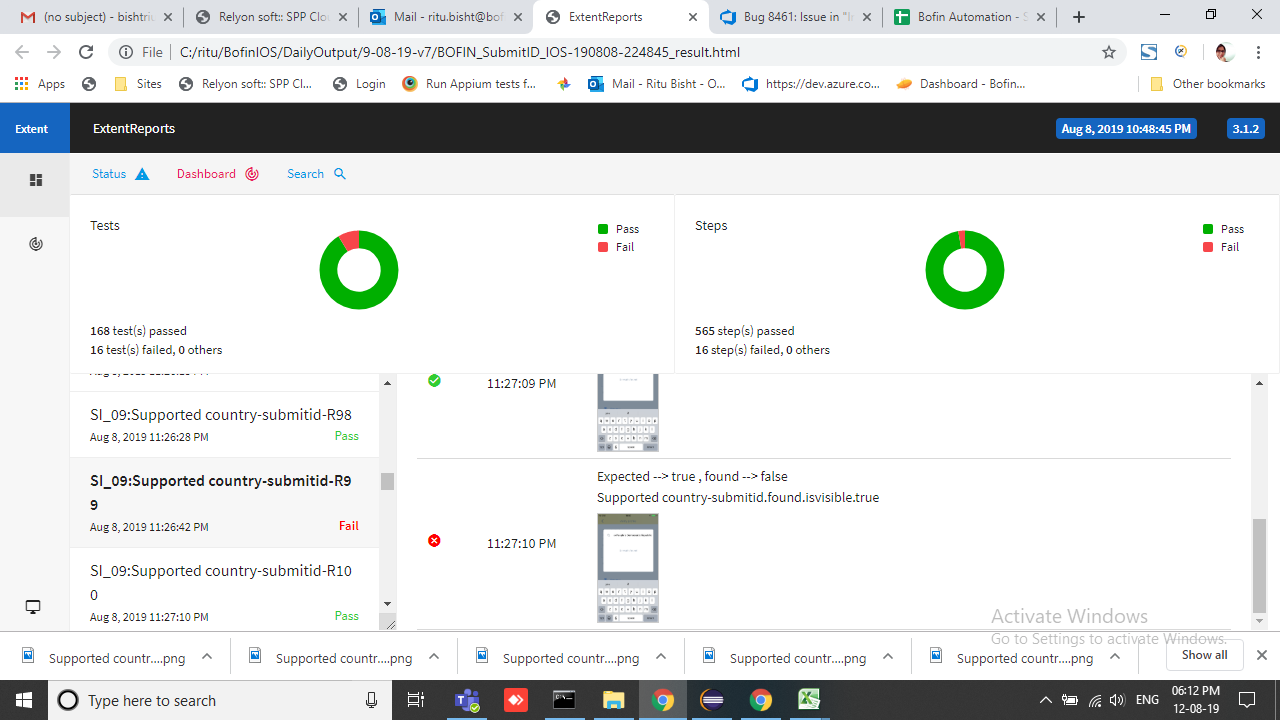 (no subject) - bishtriu
Relyon soft:: SPP Clou
Mail - ritu.bisht@bof
ExtentReports
Bug 8461: Issue in "In
Bofin Automation - S
File
C:/ritu/BofinIOS/DailyOutput/9-08-19-v7/BOFIN_SubmitID_IOS-190808-224845_result.html
Apps
Sites
Relyon soft:: SPP Cl...
Login
Run Appium tests f...
Mail - Ritu Bisht - O...
https://dev.azure.co...
Dashboard - Bofin...
Other bookmarks
Extent
ExtentReports
Aug 8, 2019 10:48:45 PM
3.1.2
Status
Dashboard
Search
Tests
Pass
Fail
168 test(s) passed
16 test(s) failed, 0 others
Steps
Pass
Fail
565 step(s) passed
16 step(s) failed, 0 others
SI_09:Supported country-submitid-R98
Aug 8, 2019 11:26:28 PM
Pass
SI_09:Supported country-submitid-R9
9
Aug 8, 2019 11:26:42 PM
Fail
SI_09:Supported country-submitid-R10
0
Aug 8, 2019 11:27:10 PM
Pass
11:27:09 PM
Expected --> true , found --> false
Supported country-submitid.found.isvisible.true
11:27:10 PM
Activate Windows
Go to Settings to activate Windows.
Supported countr....png
Supported countr....png
Supported countr....png
Supported countr....png
Supported countr....png
Show all
Type here to search
ENG
06:12 PM
12-08-19